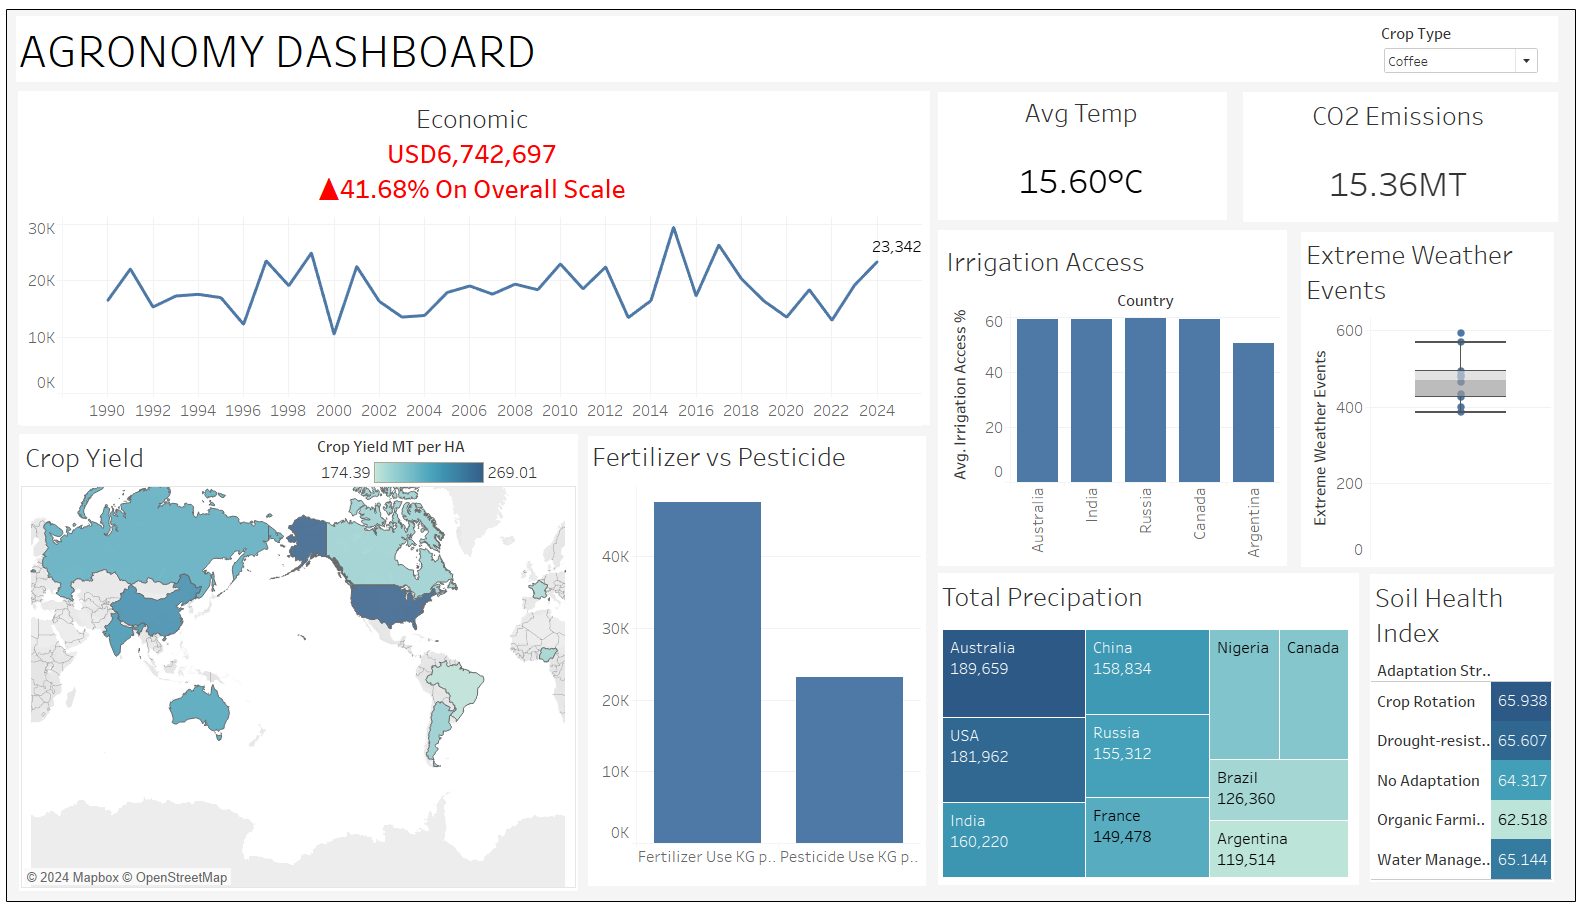 AGRONOMY DASHBOARD
Crop Type
Coffee
Economic
USD6,742,697
▲41.68% On Overall Scale
30K
20K
10K
0K
23,342
1990 1992 1994 1996 1998 2000 2002 2004 2006 2008 2010 2012 2014 2016 2018 2020 2022 2024
Avg Temp
15.60°C
CO2 Emissions
15.36MT
Irrigation Access
Country
Avg. Irrigation Access %
60
40
20
0
Australia
India
Russia
Canada
Argentina
Extreme Weather
Events
Extreme Weather Events
600
400
200
0
Crop Yield
Crop Yield MT per HA
174.39 269.01
© 2024 Mapbox © OpenStreetMap
Fertilizer vs Pesticide
40K
30K
20K
10K
0K
Fertilizer Use KG p.. Pesticide Use KG p..
Total Precipation
Australia
189,659
USA
181,962
India
160,220
China
158,834
Russia
155,312
France
149,478
Nigeria
Canada
Brazil
126,360
Argentina
119,514
Soil Health
Index
Adaptation Str..
Crop Rotation 65.938
Drought-resist.. 65.607
No Adaptation 64.317
Organic Farmi.. 62.518
Water Manage.. 65.144